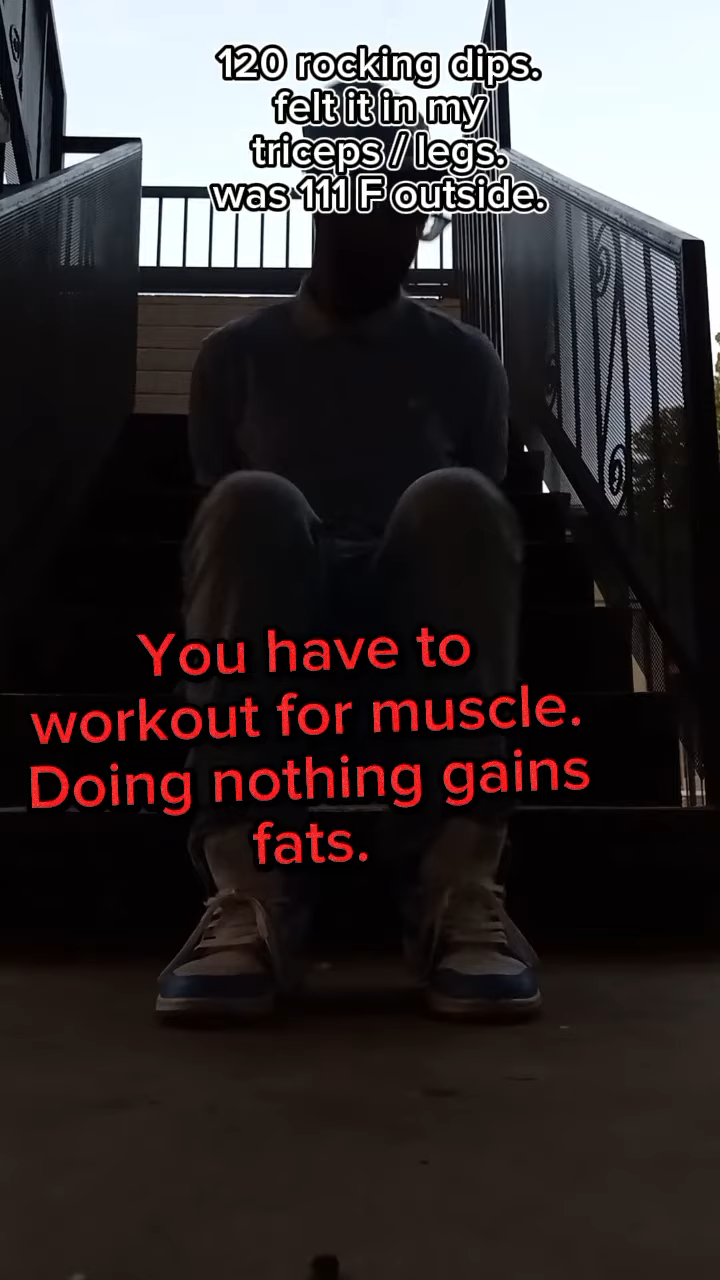 120 rocking dips.
felt it in my
triceps / legs.
was 111 F outside.
You have to
workout for muscle.
Doing nothing gains
fats.